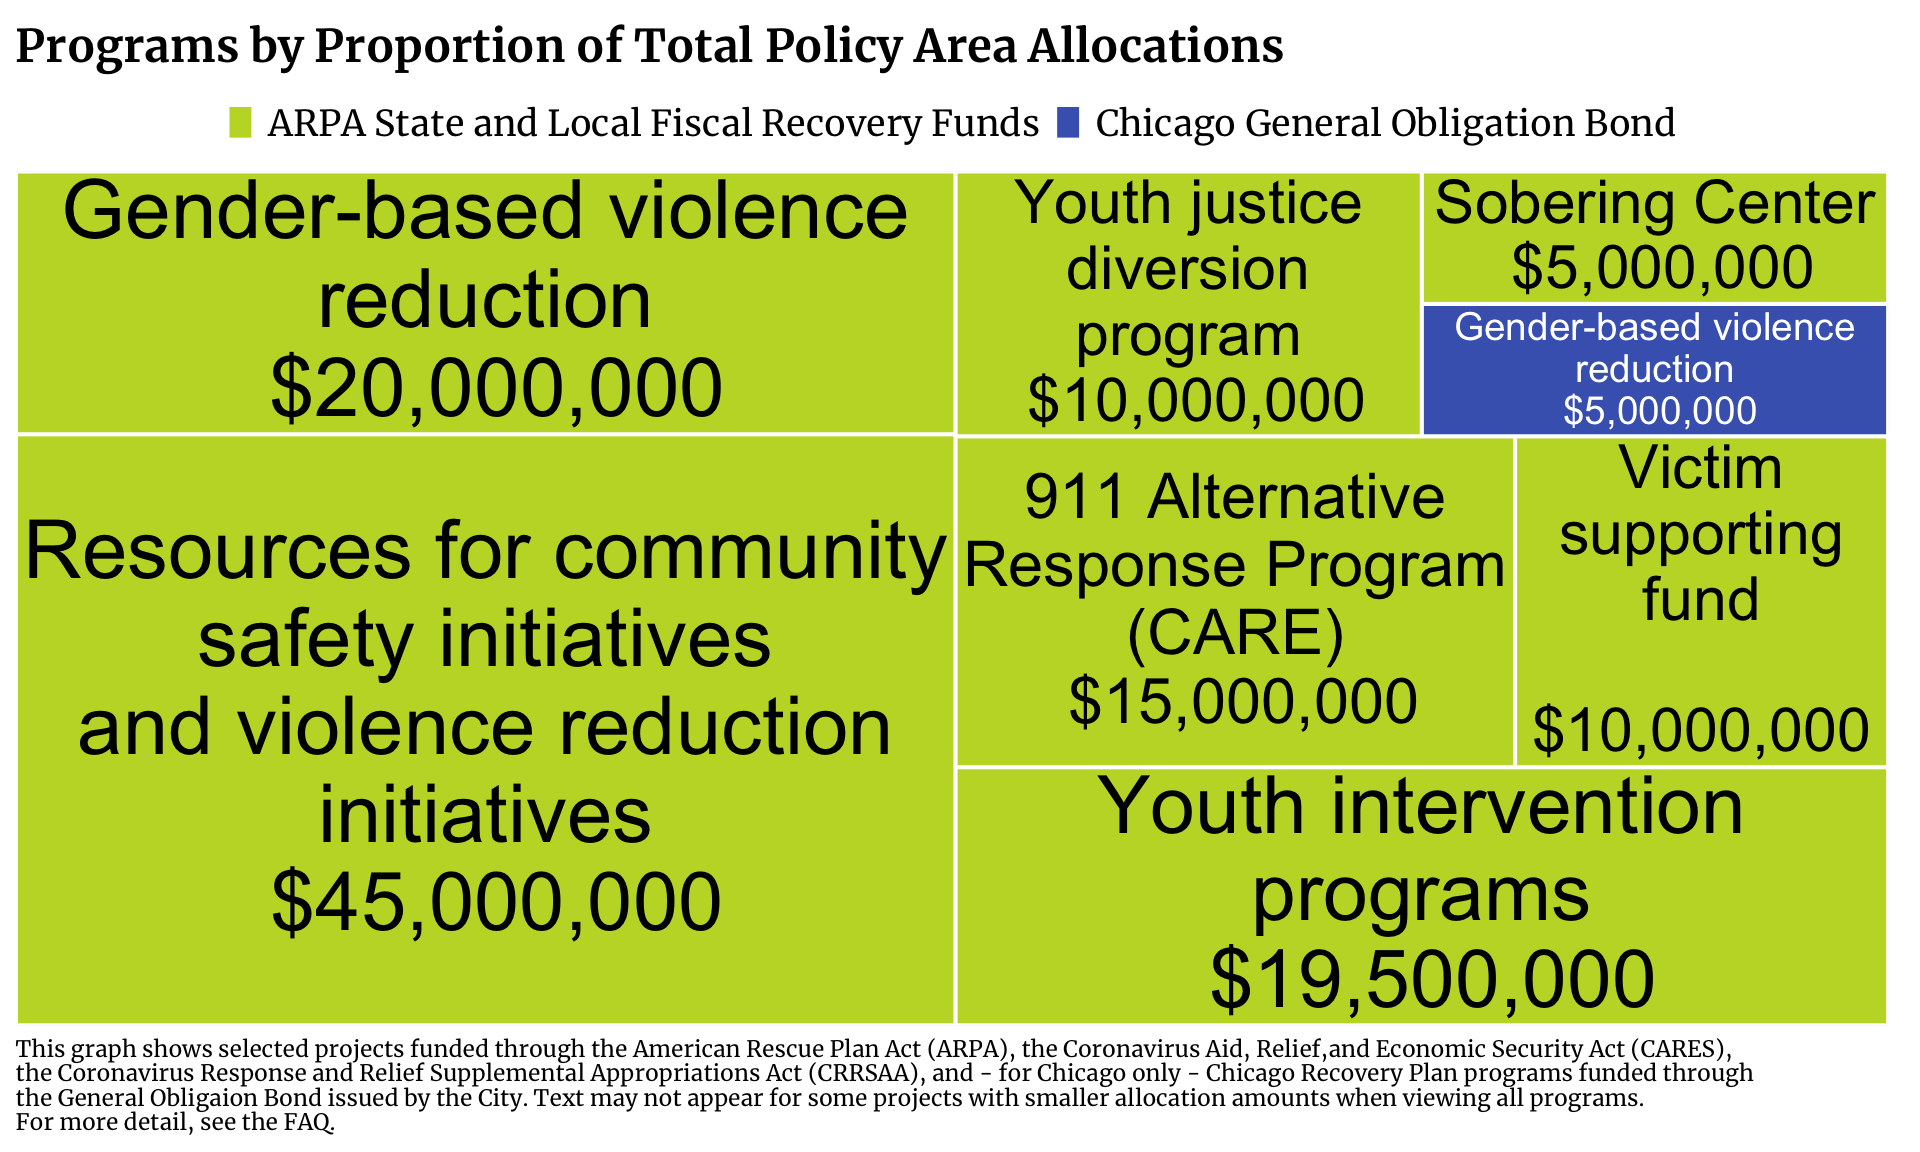 Programs by Proportion of Total Policy Area Allocations
ARPA State and Local Fiscal Recovery Funds
Chicago General Obligation Bond
Gender-based violence
reduction
$20,000,000
Resources for community
safety initiatives
and violence reduction
initiatives
$45,000,000
Youth justice
diversion
program
$10,000,000
Sobering Center
$5,000,000
Gender-based violence
reduction
$5,000,000
911 Alternative
Response Program
(CARE)
$15,000,000
Victim
supporting
fund
$10,000,000
Youth intervention
programs
$19,500,000
This graph shows selected projects funded through the American Rescue Plan Act (ARPA), the Coronavirus Aid, Relief,and Economic Security Act (CARES),
the Coronavirus Response and Relief Supplemental Appropriations Act (CRRSAA), and - for Chicago only - Chicago Recovery Plan programs funded through
the General Obligaion Bond issued by the City. Text may not appear for some projects with smaller allocation amounts when viewing all programs.
For more detail, see the FAQ.